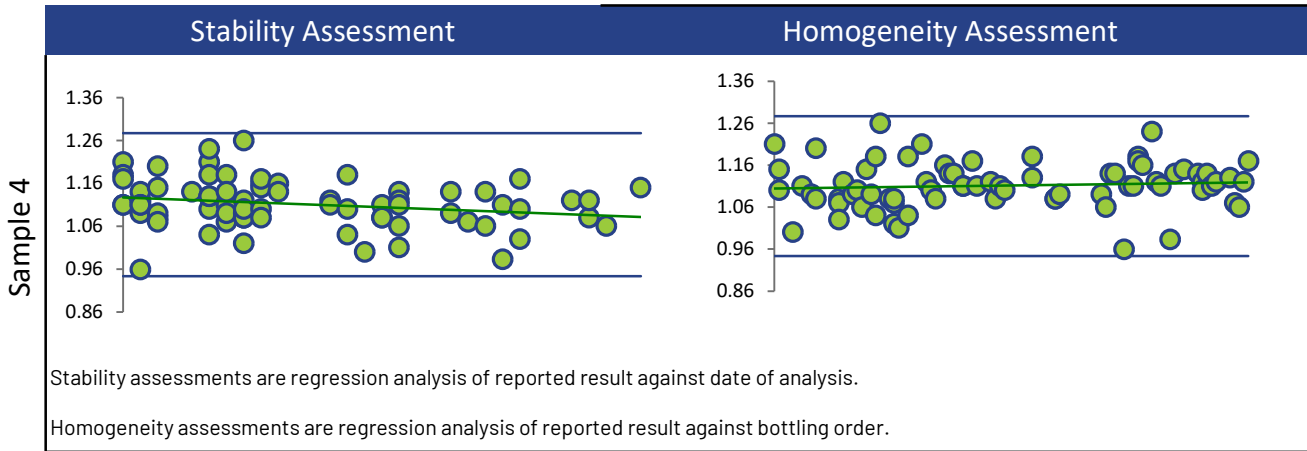 Stability Assessment
Homogeneity Assessment
Sample 4
1.36
1.26
1.16
1.06
0.96
0.86
1.36
1.26
1.16
1.06
0.96
0.86
Stability assessments are regression analysis of reported result against date of analysis.
Homogeneity assessments are regression analysis of reported result against bottling order.